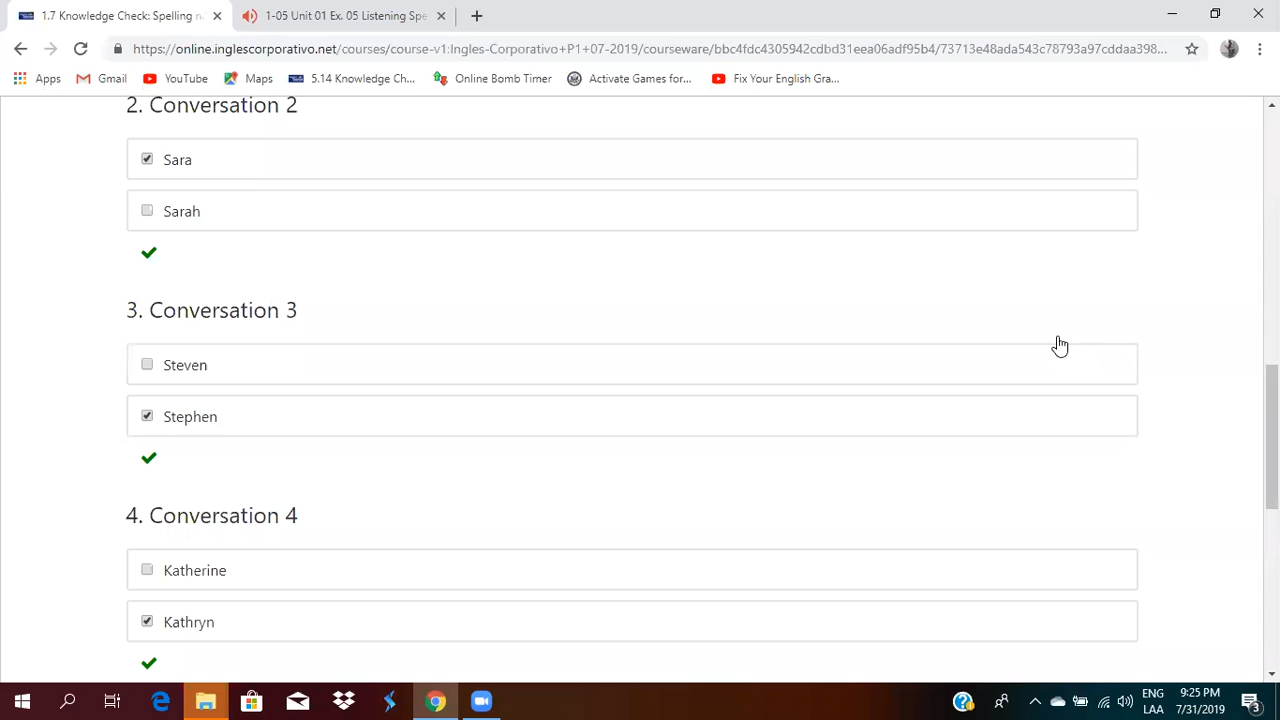 1.7 Knowledge Check: Spelling n
1-05 Unit 01 Ex. 05 Listening Spe
https://online.inglescorporativo.net/courses/course-v1:Ingles-Corporativo+P1+07-2019/courseware/bbc4fdc4305942cdbd31eea06adf95b4/73713e48ada543c78793a97cddaa398...
Apps Gmail YouTube Maps 5.14 Knowledge Ch... Online Bomb Timer Activate Games for... Fix Your English Gra...
2. Conversation 2
Sara
Sarah
3. Conversation 3
Steven
Stephen
4. Conversation 4
Katherine
Kathryn
ENG 9:25 PM
LAA 7/31/2019 3